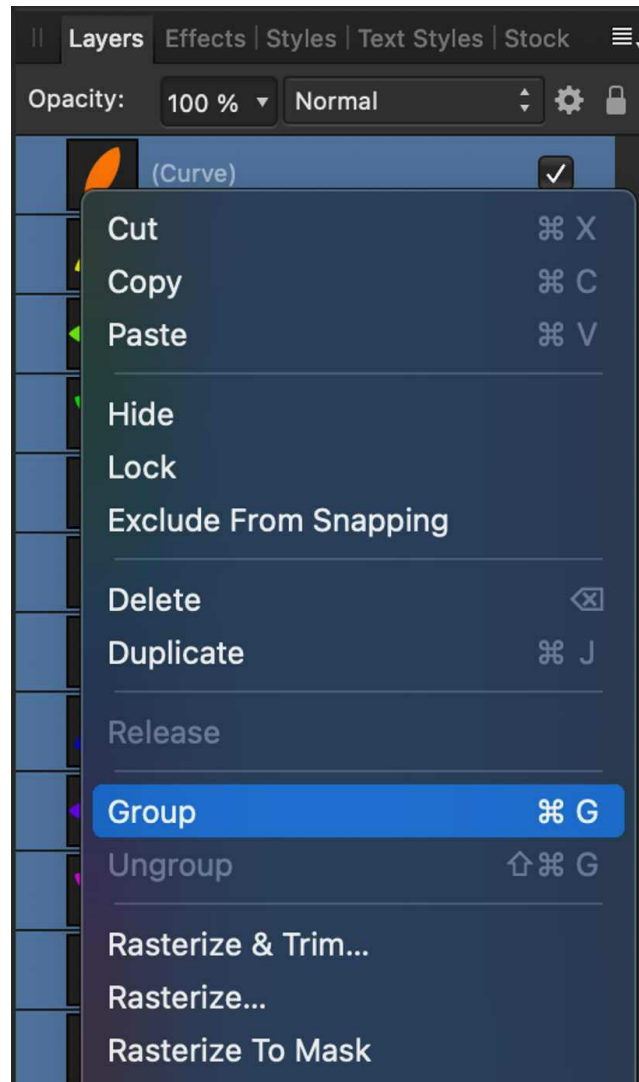 Layers Effects | Styles | Text Styles | Stock
Opacity: 100 % Normal
(Curve)
Cut ⌘ X
Copy ⌘ C
Paste ⌘ V
Hide
Lock
Exclude From Snapping
Delete ⌫
Duplicate ⌘ J
Release
Group ⌘ G
Ungroup ⇧⌘ G
Rasterize & Trim...
Rasterize...
Rasterize To Mask